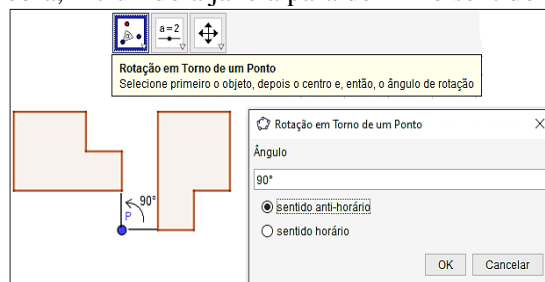 a=2
Rotação em Torno de um Ponto
Selecione primeiro o objeto, depois o centro e, então, o ângulo de rotação
Rotação em Torno de um Ponto
Ângulo
90°
sentido anti-horário
sentido horário
OK Cancelar
90°
P